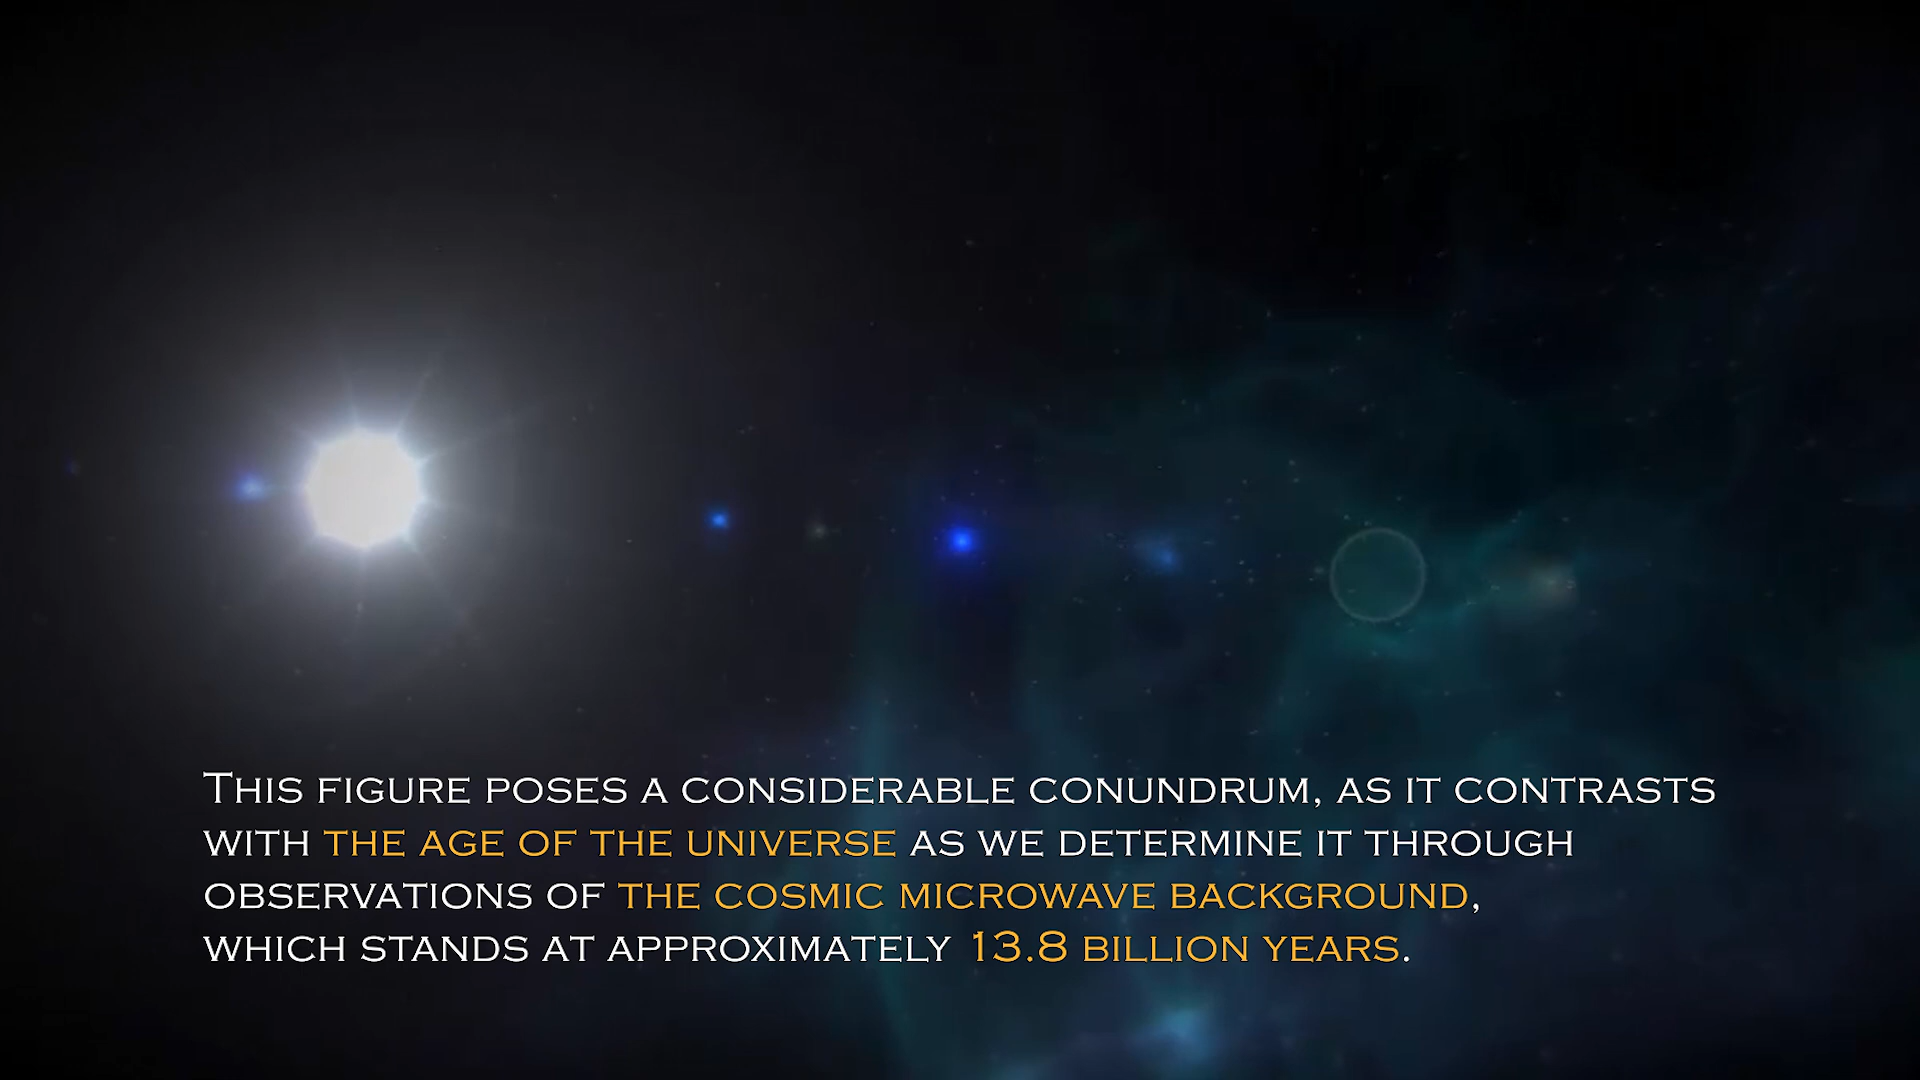 This figure poses a considerable conundrum, as it contrasts
with the age of the universe as we determine it through
observations of the cosmic microwave background,
which stands at approximately 13.8 billion years.